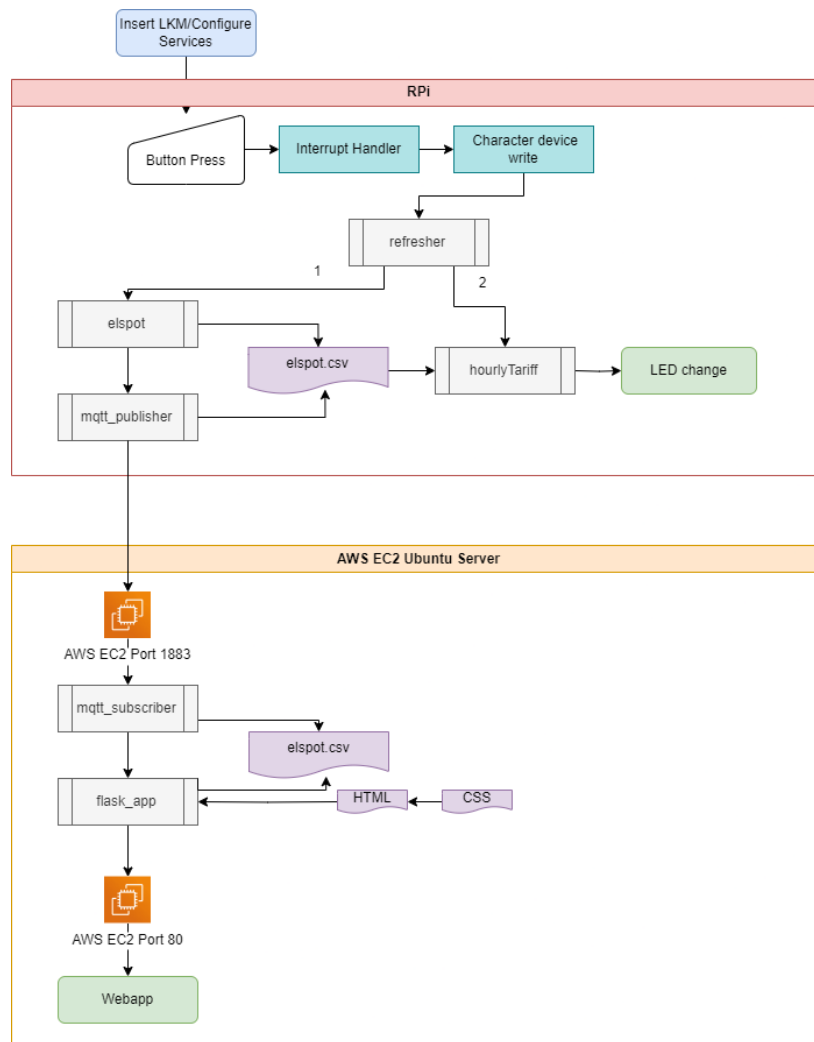 Insert LKM/Configure
Services
RPi
Button Press
Interrupt Handler
Character device
write
refresher
1
2
elspot
elspot.csv
hourlyTariff
LED change
mqtt_publisher
AWS EC2 Ubuntu Server
AWS EC2 Port 1883
mqtt_subscriber
elspot.csv
flask_app
HTML
CSS
AWS EC2 Port 80
Webapp